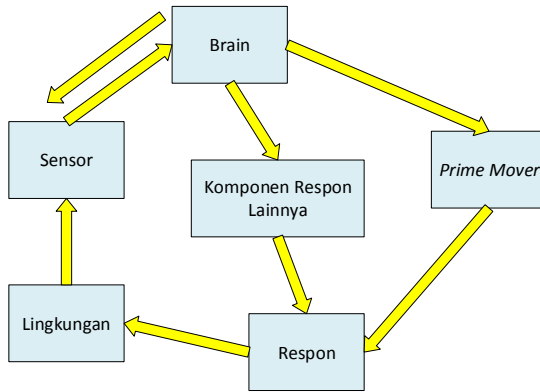 Brain
Sensor
Prime Mover
Komponen Respon
Lainnya
Lingkungan
Respon